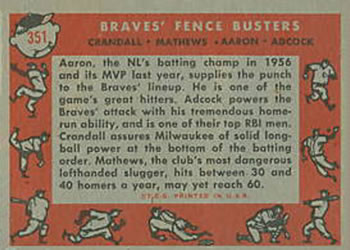 351
BRAVES' FENCE BUSTERS
CRANDALL • MATHEWS • AARON • ADCOCK
Aaron, the NL's batting champ in 1956
and its MVP last year, supplies the punch
to the Braves' lineup. He is one of the
game's great hitters. Adcock powers the
Braves' attack with his tremendous home-
run ability, and is one of their top RBI men.
Crandall assures Milwaukee of solid long-
ball power at the bottom of the batting
order. Mathews, the club's most dangerous
lefthanded slugger, hits between 30 and
40 homers a year, may yet reach 60.
©T.C.G. PRINTED IN U.S.A.